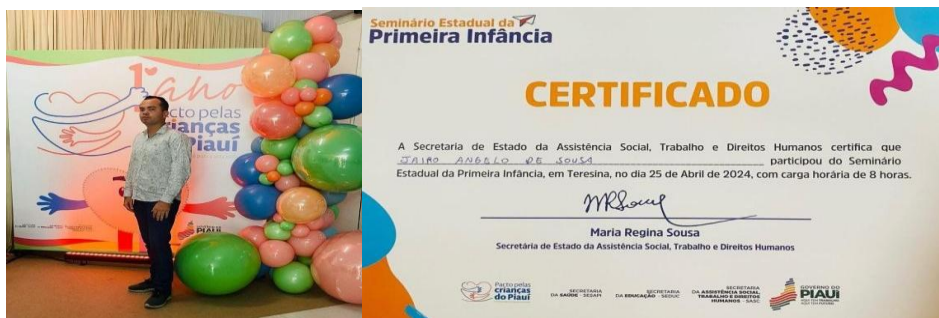 1º ano
Pacto pelas
crianças
do Piauí
PIAUÍ
Seminário Estadual da
Primeira Infância
CERTIFICADO
A Secretaria de Estado da Assistência Social, Trabalho e Direitos Humanos certifica que
JAIRO ANGELO DE SOUSA participou do Seminário
Estadual da Primeira Infância, em Teresina, no dia 25 de Abril de 2024, com carga horária de 8 horas.
Maria Regina Sousa
Secretária de Estado da Assistência Social, Trabalho e Direitos Humanos
Pacto pelas
crianças
do Piauí
SECRETARIA
DA SAÚDE - SESAPI
SECRETARIA
DA EDUCAÇÃO - SEDUC
SECRETARIA
DA ASSISTÊNCIA SOCIAL,
TRABALHO E DIREITOS
HUMANOS - SASC
GOVERNO DO
PIAUÍ